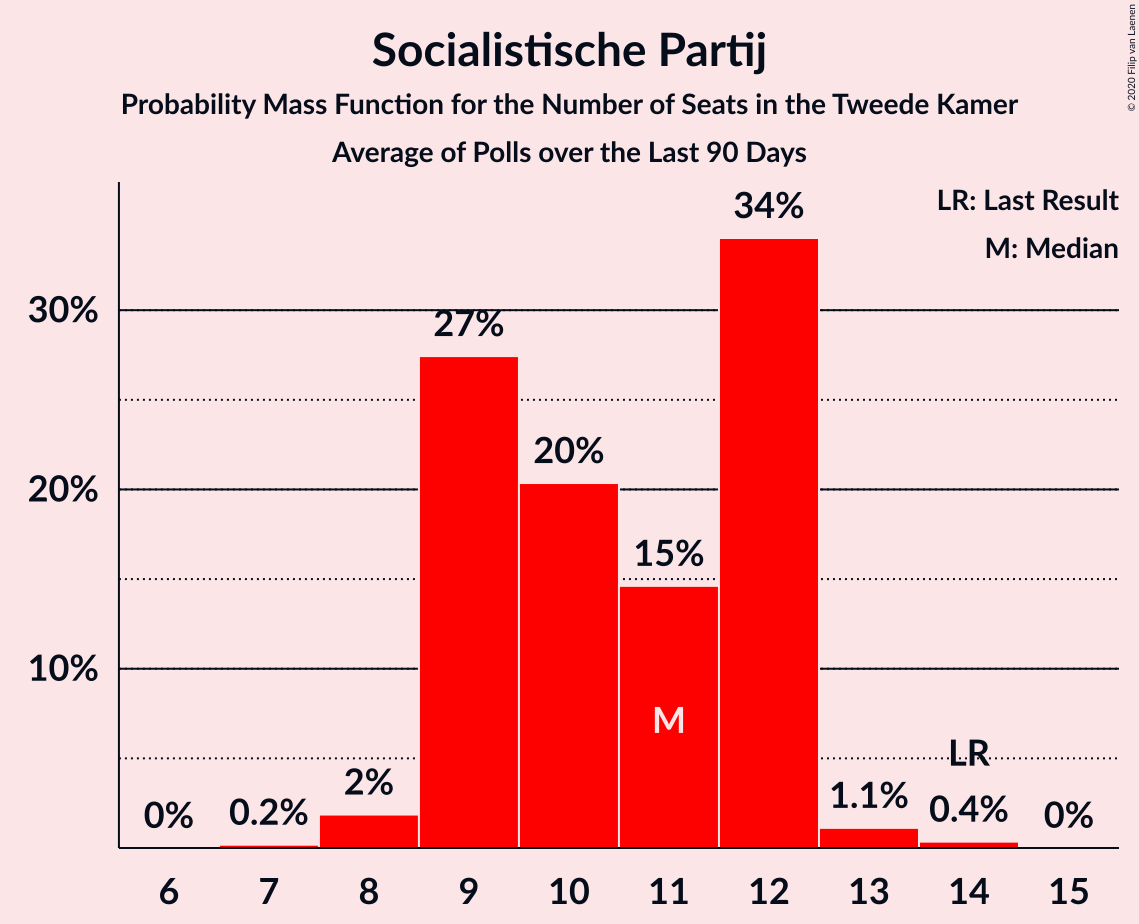 Socialistische Partij
Probability Mass Function for the Number of Seats in the Tweede Kamer
Average of Polls over the Last 90 Days
© 2020 Filip van Laenen
LR: Last Result
M: Median
34%
30%
27%
20%
20%
15%
10%
M
LR
2%
1.1%
0.4%
0.2%
0%
0%
6 7 8 9 10 11 12 13 14 15